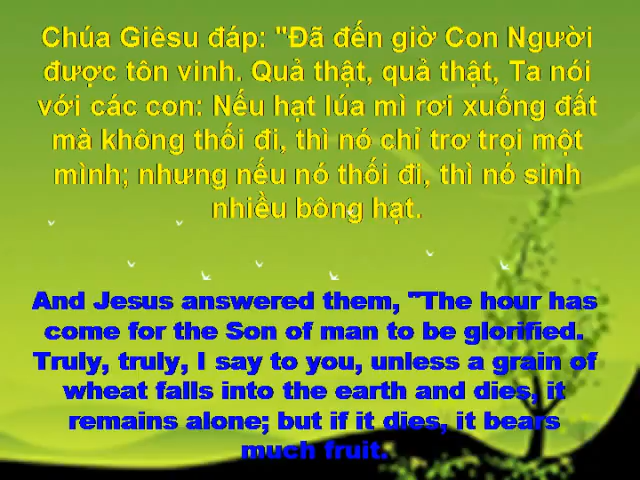 Chúa Giêsu đáp: "Đã đến giờ Con Người
được tôn vinh. Quả thật, quả thật, Ta nói
với các con: Nếu hạt lúa mì rơi xuống đất
mà không thối đi, thì nó chỉ trơ trọi một
mình; nhưng nếu nó thối đi, thì nó sinh
nhiều bông hạt.
And Jesus answered them, "The hour has
come for the Son of man to be glorified.
Truly, truly, I say to you, unless a grain of
wheat falls into the earth and dies, it
remains alone; but if it dies, it bears
much fruit.